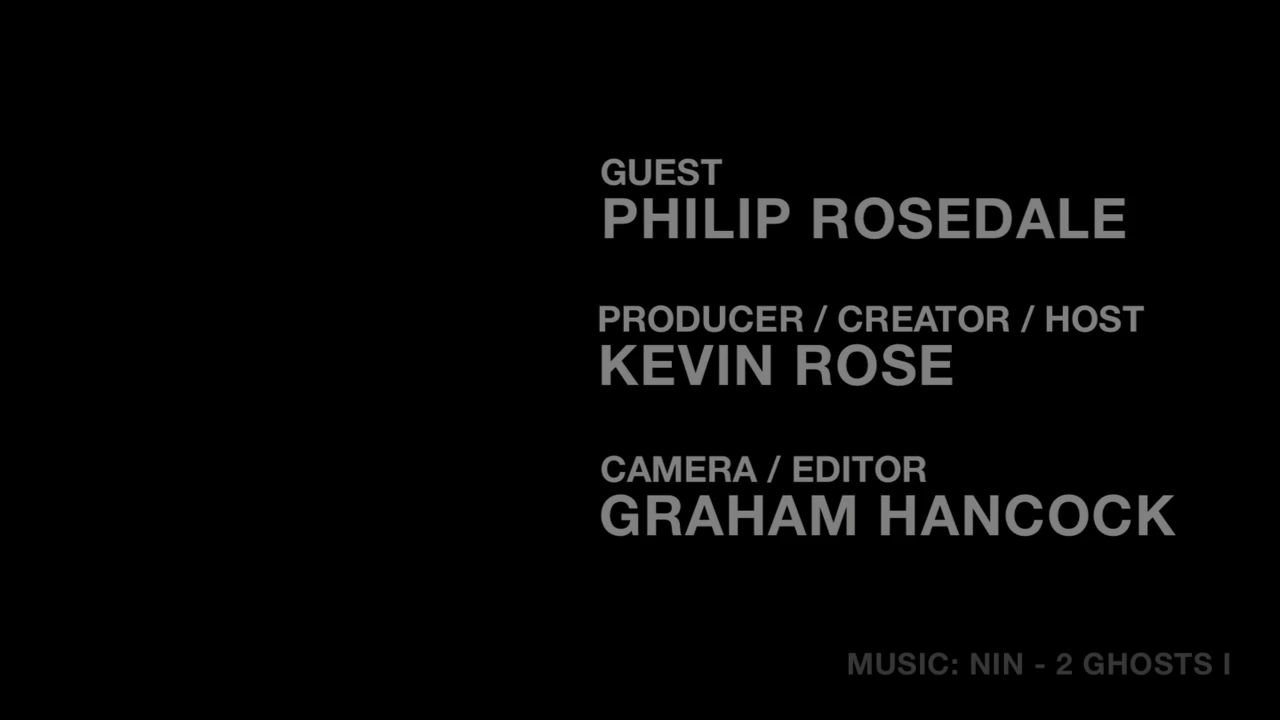 GUEST
PHILIP ROSEDALE
PRODUCER / CREATOR / HOST
KEVIN ROSE
CAMERA / EDITOR
GRAHAM HANCOCK
MUSIC: NIN - 2 GHOSTS I